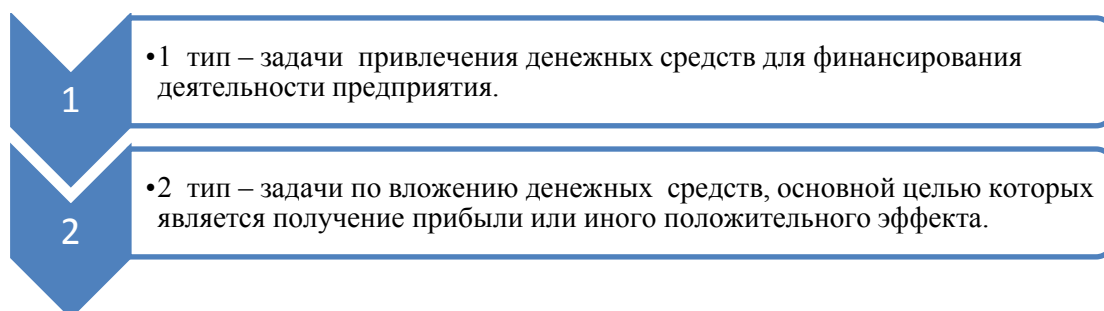 1
•1 тип – задачи привлечения денежных средств для финансирования
деятельности предприятия.
2
•2 тип – задачи по вложению денежных средств, основной целью которых
является получение прибыли или иного положительного эффекта.